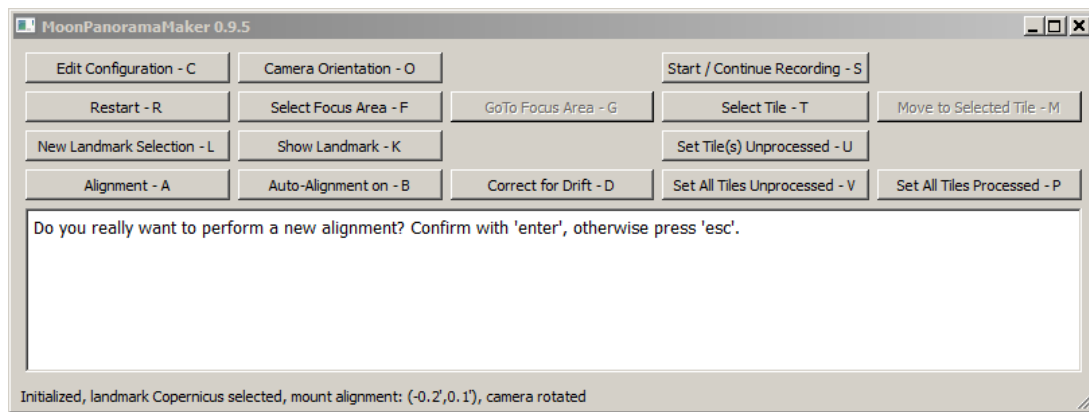 MoonPanoramaMaker 0.9.5
Edit Configuration - C Camera Orientation - O Start / Continue Recording - S
Restart - R Select Focus Area - F GoTo Focus Area - G Select Tile - T Move to Selected Tile - M
New Landmark Selection - L Show Landmark - K Set Tile(s) Unprocessed - U
Alignment - A Auto-Alignment on - B Correct for Drift - D Set All Tiles Unprocessed - V Set All Tiles Processed - P
Do you really want to perform a new alignment? Confirm with 'enter', otherwise press 'esc'.
Initialized, landmark Copernicus selected, mount alignment: (-0.2',0.1'), camera rotated